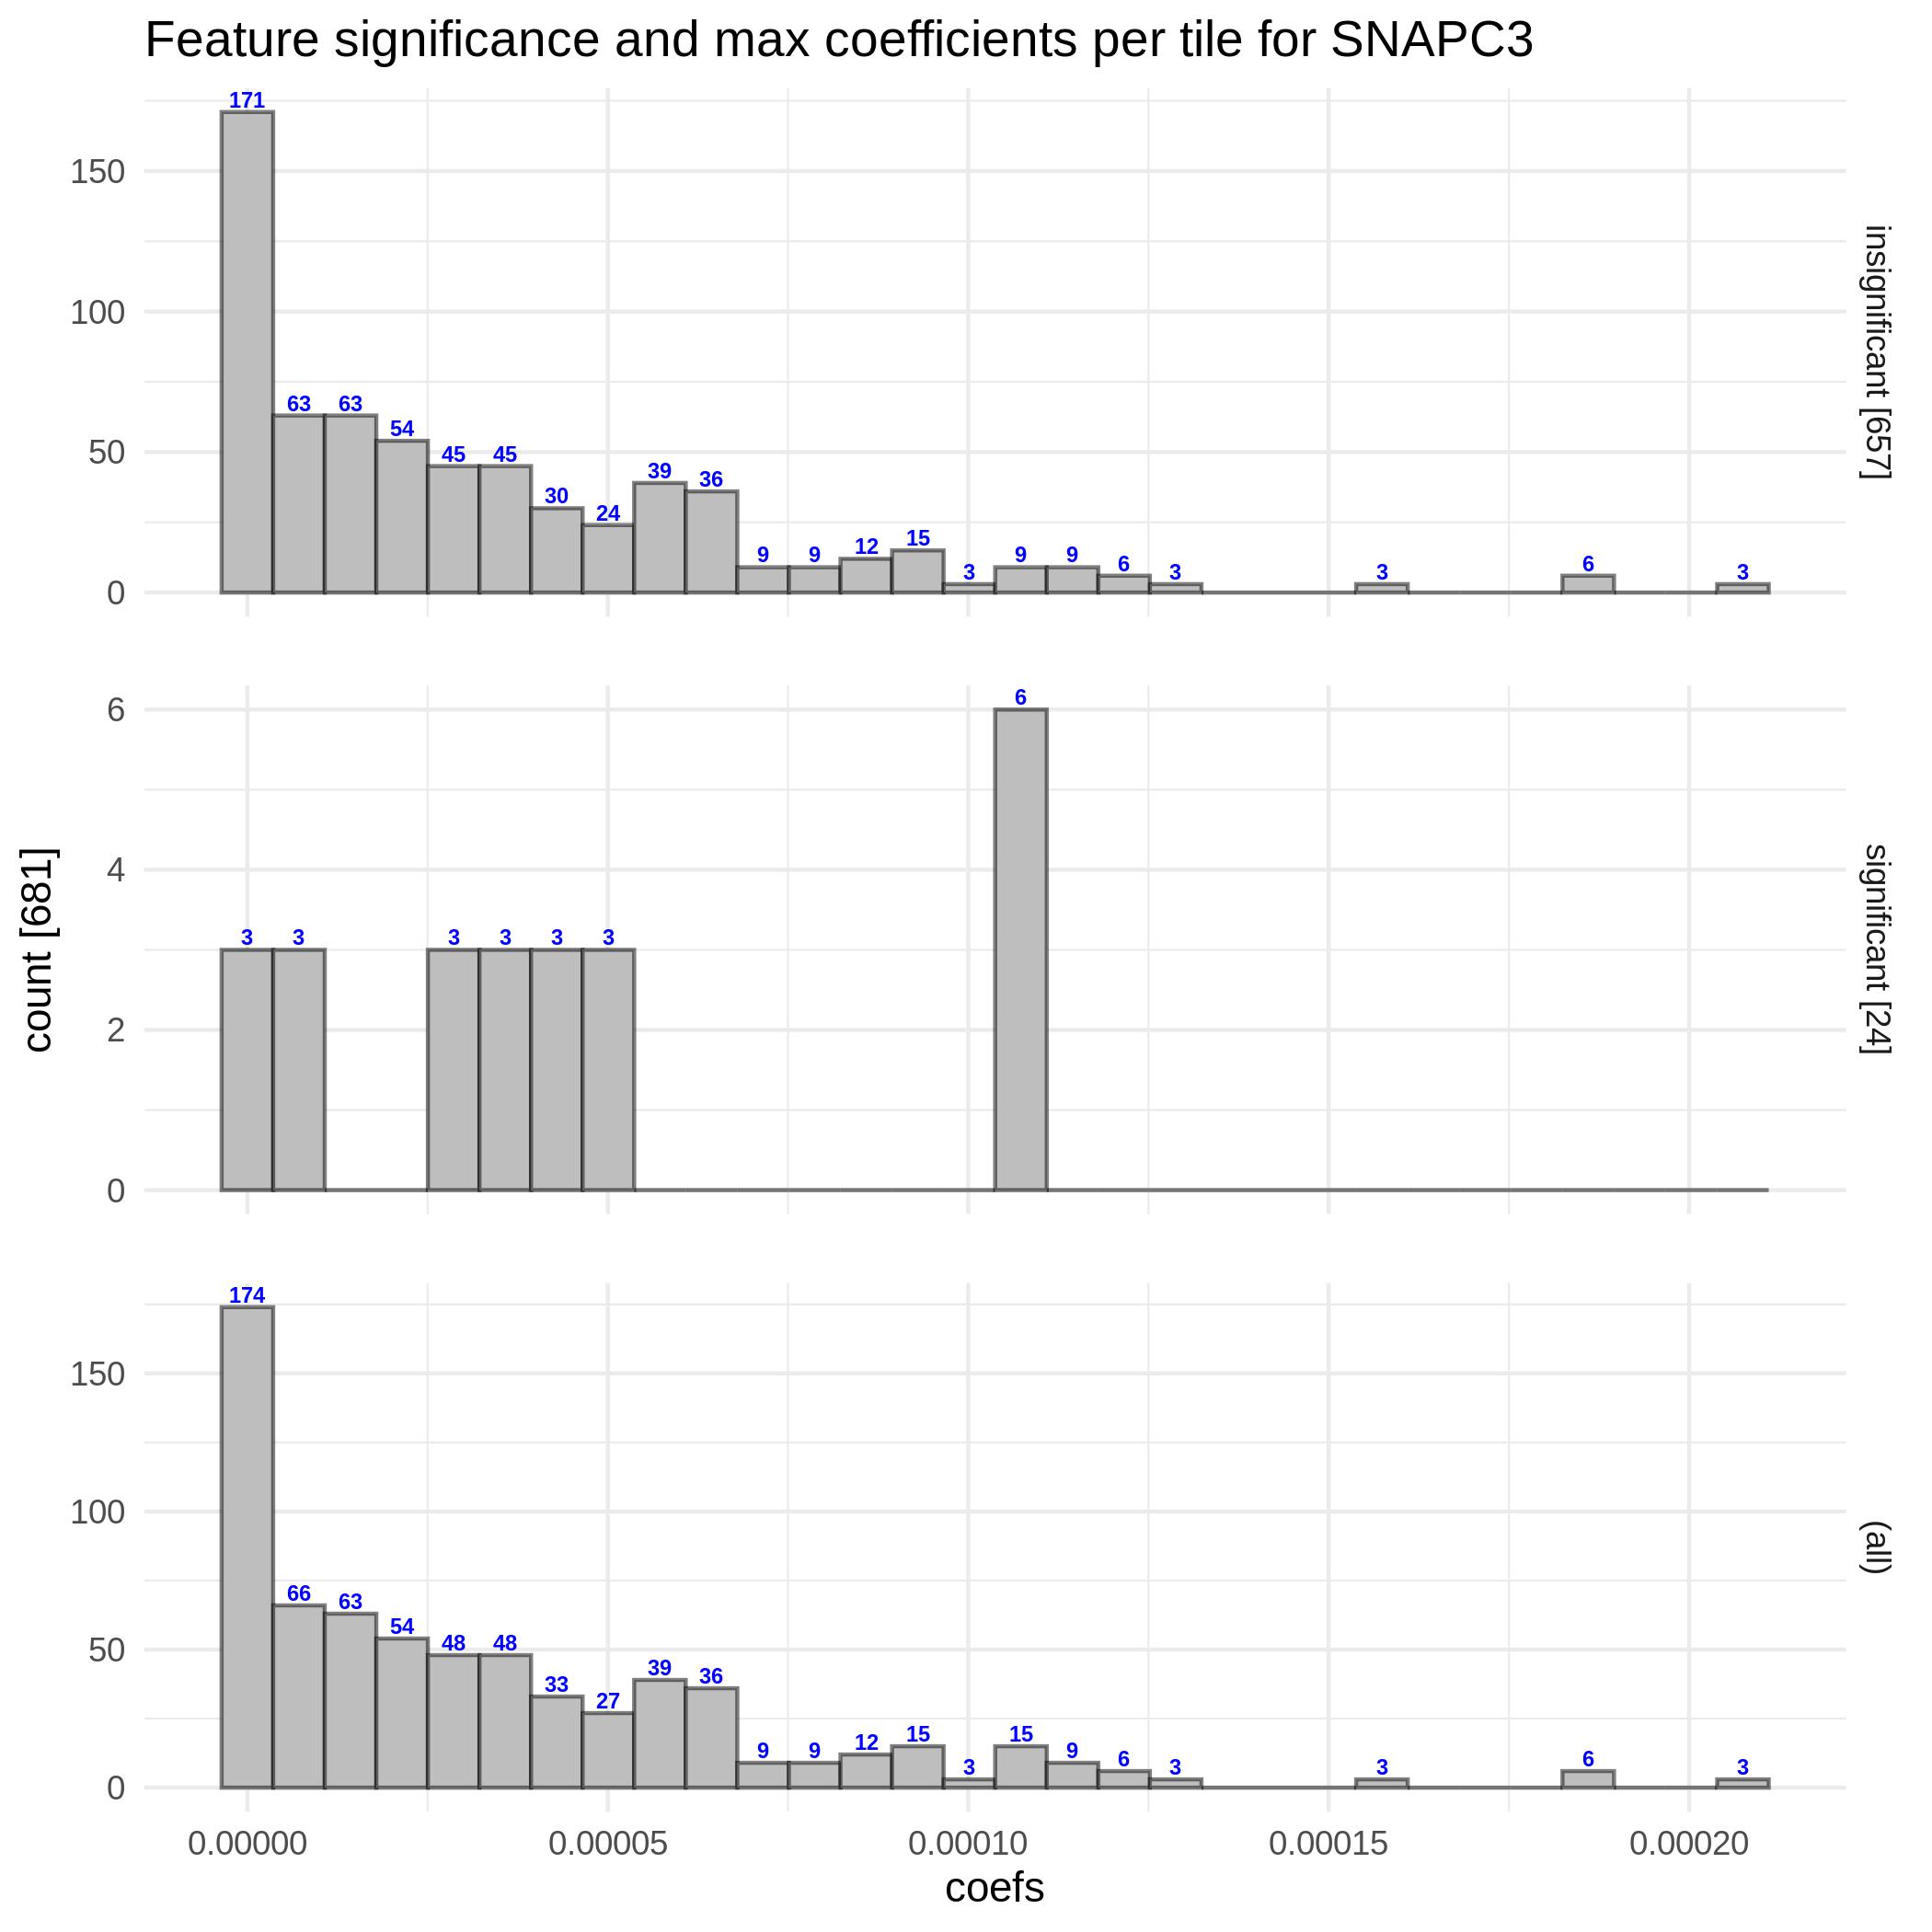 Feature significance and max coefficients per tile for SNAPC3
171
150
100
50
0
63 63 54 45 45 30 24 39 36 9 9 12 15 3 9 9 6 3 3 6 3
insignificant [657]
count [681]
6
4
2
0
3 3 3 3 3 3 6
significant [24]
174
150
100
50
0
66 63 54 48 48 33 27 39 36 9 9 12 15 3 15 9 6 3 3 6 3
(all)
0.00000 0.00005 0.00010 0.00015 0.00020
coefs